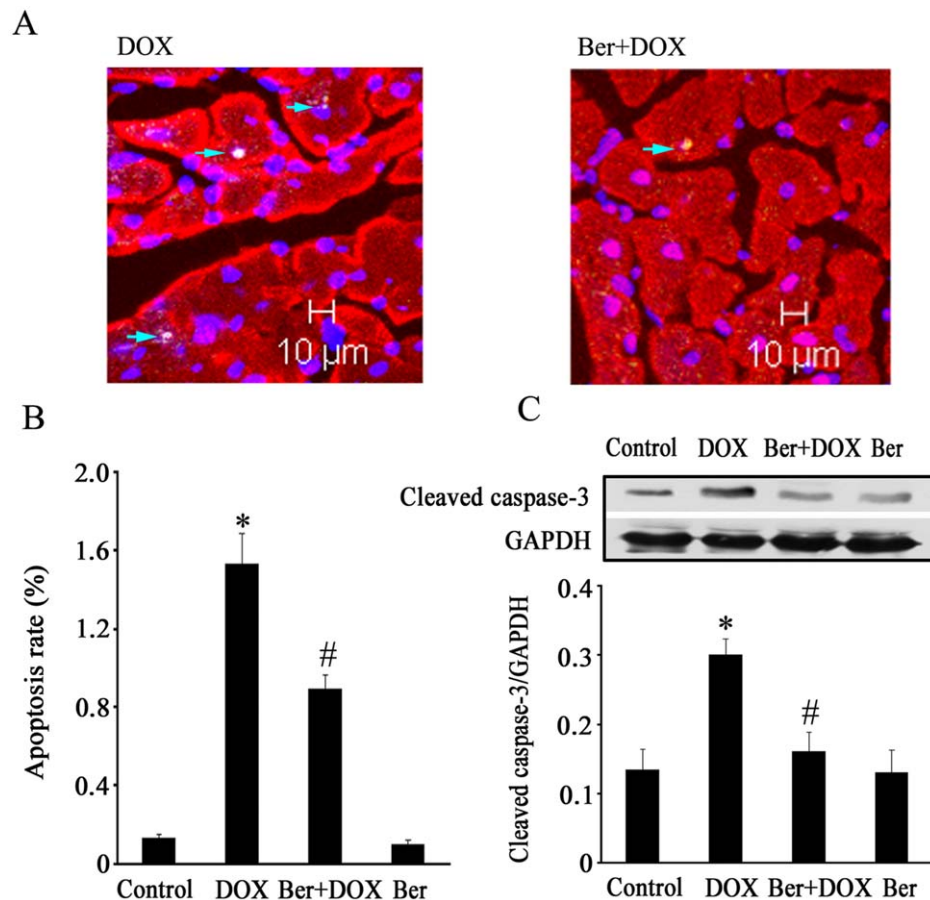 A
DOX
Ber+DOX
10 µm
10 µm
B
2.0
1.6
1.2
0.8
0.4
0
Apoptosis rate (%)
*
#
Control DOX Ber+DOX Ber
C
Control DOX Ber+DOX Ber
Cleaved caspase-3
GAPDH
0.4
0.3
0.2
0.1
0
Cleaved caspase-3/GAPDH
*
#
Control DOX Ber+DOX Ber